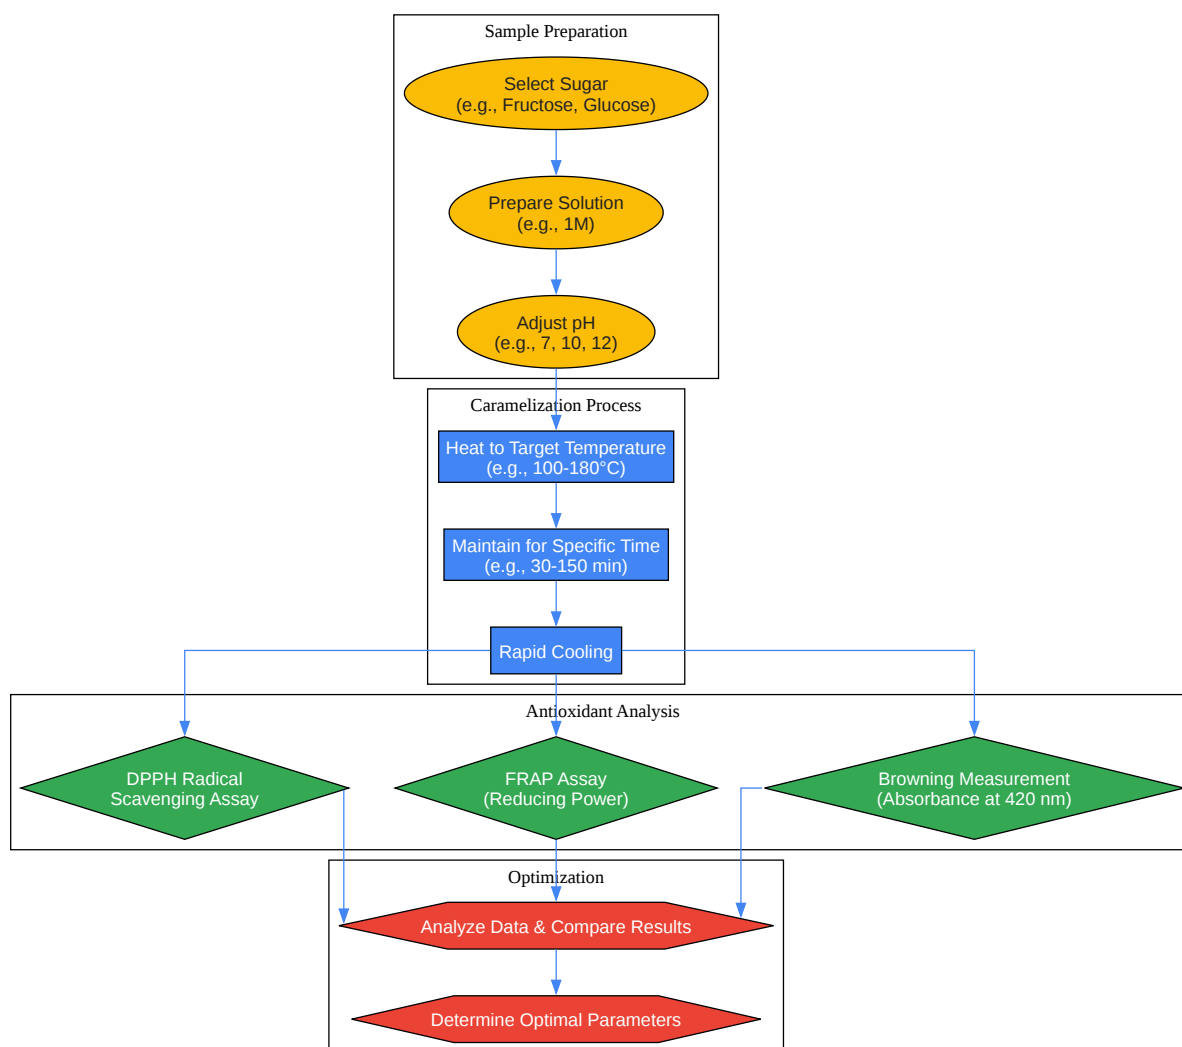 Sample Preparation
Select Sugar
(e.g., Fructose, Glucose)
Prepare Solution
(e.g., 1M)
Adjust pH
(e.g., 7, 10, 12)
Caramelization Process
Heat to Target Temperature
(e.g., 100-180°C)
Maintain for Specific Time
(e.g., 30-150 min)
Rapid Cooling
Antioxidant Analysis
DPPH Radical
Scavenging Assay
FRAP Assay
(Reducing Power)
Browning Measurement
(Absorbance at 420 nm)
Optimization
Analyze Data & Compare Results
Determine Optimal Parameters